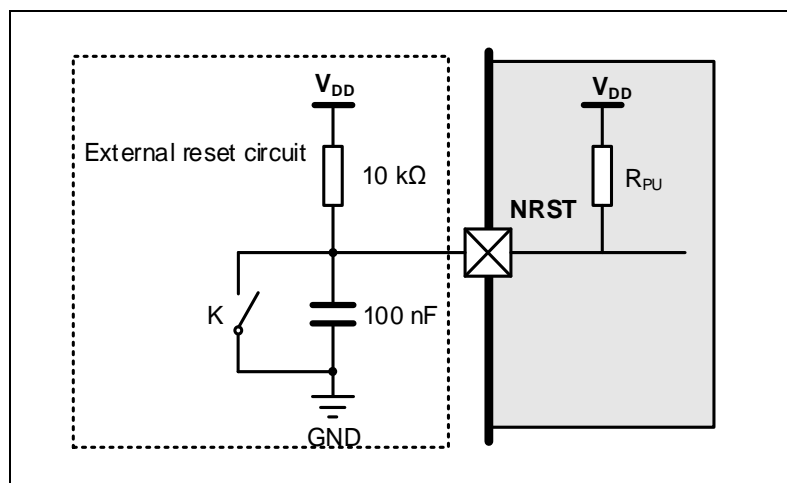 V_DD
External reset circuit
10 kΩ
K
100 nF
GND
V_DD
R_PU
NRST